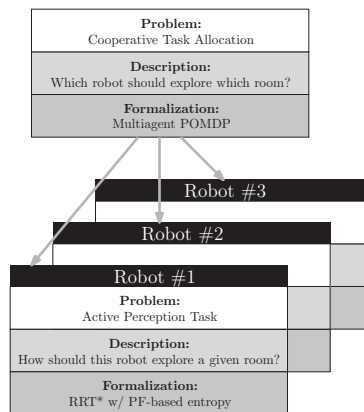 Problem:
Cooperative Task Allocation
Description:
Which robot should explore which room?
Formalization:
Multiagent POMDP
Robot #3
Robot #2
Robot #1
Problem:
Active Perception Task
Description:
How should this robot explore a given room?
Formalization:
RRT* w/ PF-based entropy